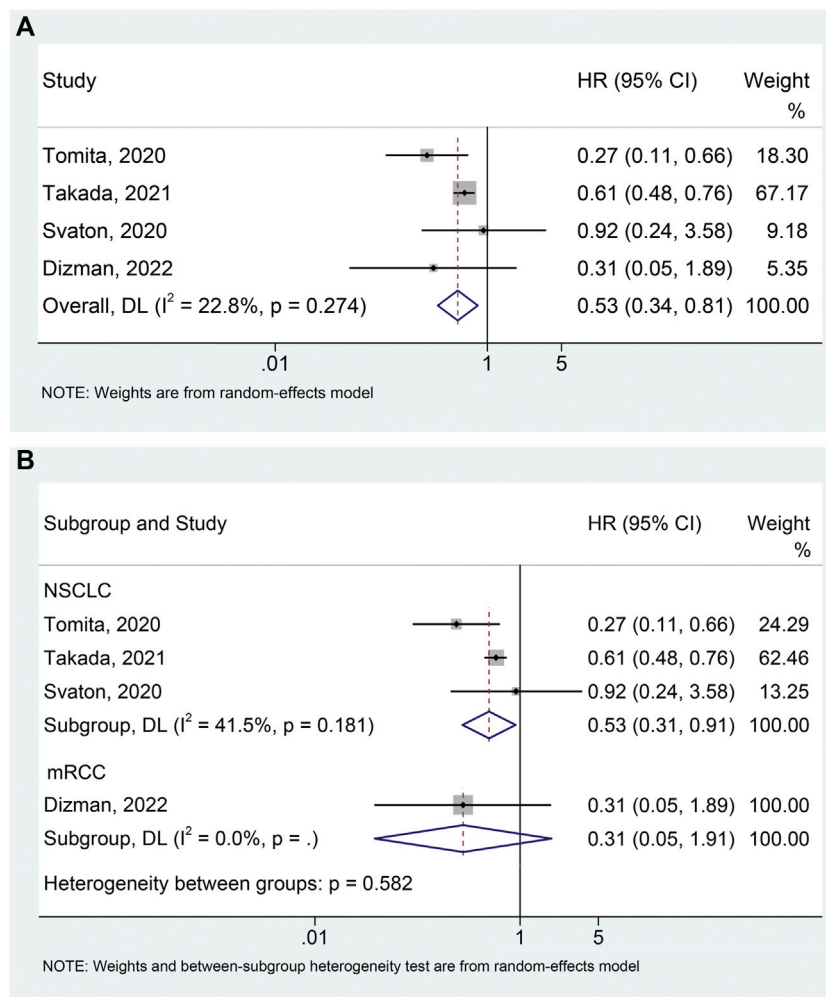 A
Study HR (95% CI) Weight
%
Tomita, 2020 0.27 (0.11, 0.66) 18.30
Takada, 2021 0.61 (0.48, 0.76) 67.17
Svaton, 2020 0.92 (0.24, 3.58) 9.18
Dizman, 2022 0.31 (0.05, 1.89) 5.35
Overall, DL (I² = 22.8%, p = 0.274) 0.53 (0.34, 0.81) 100.00
.01 1 5
NOTE: Weights are from random-effects model
B
Subgroup and Study HR (95% CI) Weight
%
NSCLC
Tomita, 2020 0.27 (0.11, 0.66) 24.29
Takada, 2021 0.61 (0.48, 0.76) 62.46
Svaton, 2020 0.92 (0.24, 3.58) 13.25
Subgroup, DL (I² = 41.5%, p = 0.181) 0.53 (0.31, 0.91) 100.00
mRCC
Dizman, 2022 0.31 (0.05, 1.89) 100.00
Subgroup, DL (I² = 0.0%, p = .) 0.31 (0.05, 1.91) 100.00
Heterogeneity between groups: p = 0.582
.01 1 5
NOTE: Weights and between-subgroup heterogeneity test are from random-effects model